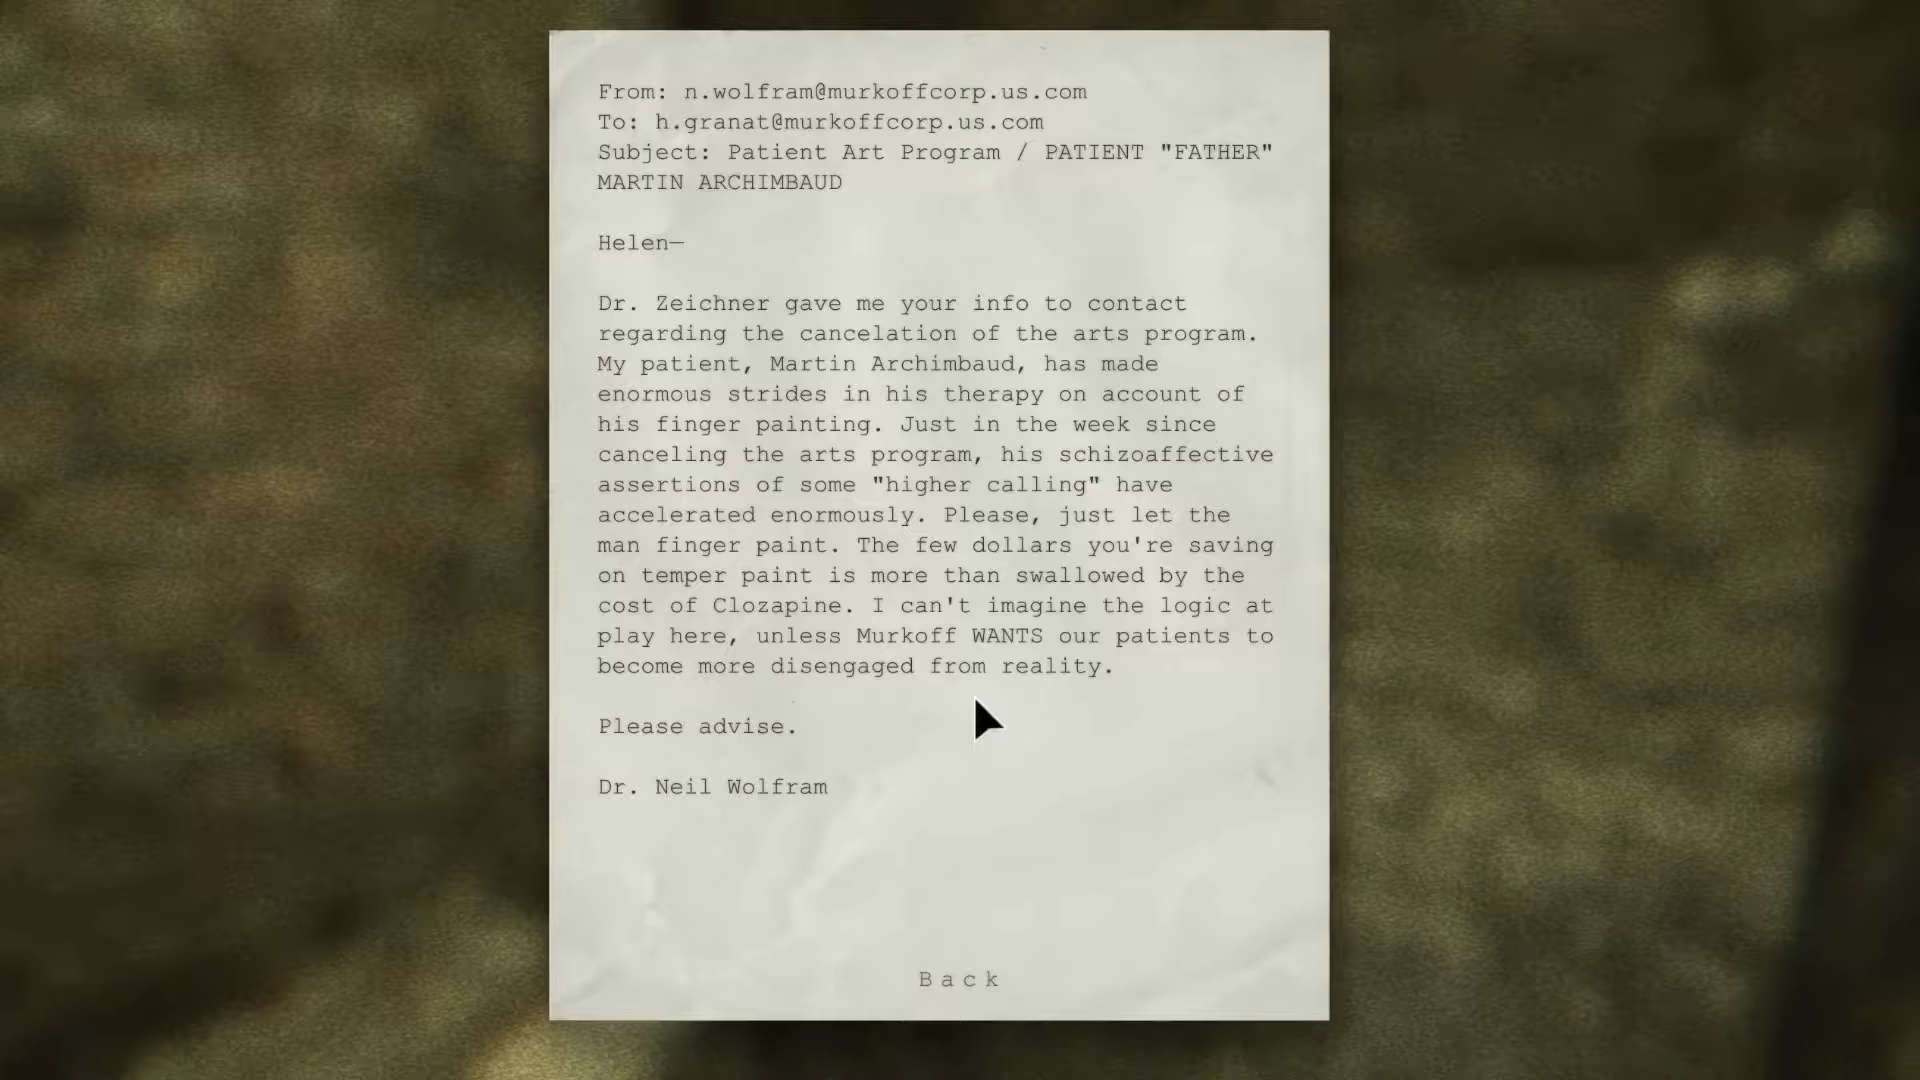 From: n.wolfram@murkoffcorp.us.com
To: h.granat@murkoffcorp.us.com
Subject: Patient Art Program / PATIENT "FATHER"
MARTIN ARCHIMBAUD
Helen—
Dr. Zeichner gave me your info to contact
regarding the cancelation of the arts program.
My patient, Martin Archimbaud, has made
enormous strides in his therapy on account of
his finger painting. Just in the week since
canceling the arts program, his schizoaffective
assertions of some "higher calling" have
accelerated enormously. Please, just let the
man finger paint. The few dollars you're saving
on temper paint is more than swallowed by the
cost of Clozapine. I can't imagine the logic at
play here, unless Murkoff WANTS our patients to
become more disengaged from reality.
Please advise.
Dr. Neil Wolfram
Back